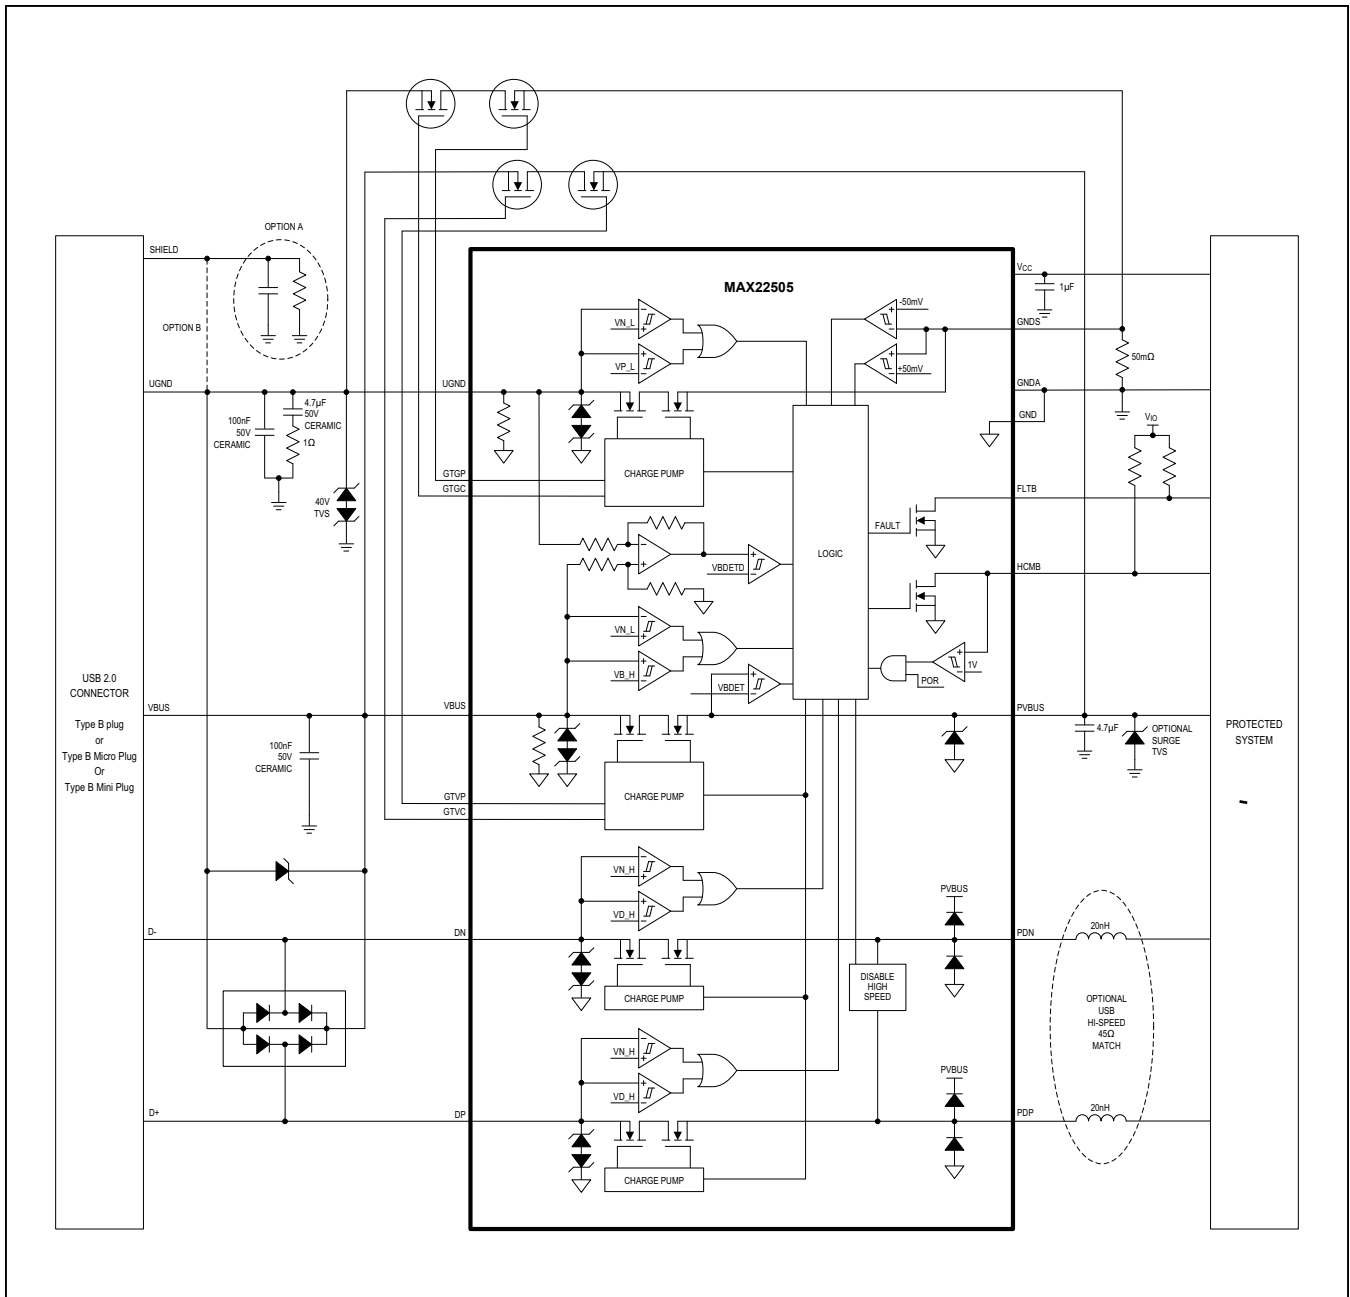 OPTION A
SHIELD
OPTION B
MAX22505
VCC
1µF
-50mV
GNDS
VN_L
VP_L
+50mV
50mΩ
UGND
UGND
GNDA
GND
VIO
4.7µF
50V
CERAMIC
100nF
50V
CERAMIC
1Ω
CHARGE PUMP
GTGP
GTGC
40V
TVS
FLTB
FAULT
LOGIC
VBDETD
HCMB
VN_L
VB_H
VBDET
1V
POR
USB 2.0
CONNECTOR
Type B plug
or
Type B Micro Plug
Or
Type B Mini Plug
VBUS
VBUS
PVBUS
100nF
50V
CERAMIC
4.7µF
OPTIONAL
SURGE
TVS
PROTECTED
SYSTEM
CHARGE PUMP
GTVP
GTVC
VN_H
VD_H
PVBUS
D-
DN
PDN
20nH
CHARGE PUMP
DISABLE
HIGH
SPEED
OPTIONAL
USB
HI-SPEED
45Ω
MATCH
VN_H
VD_H
PVBUS
D+
DP
PDP
20nH
CHARGE PUMP